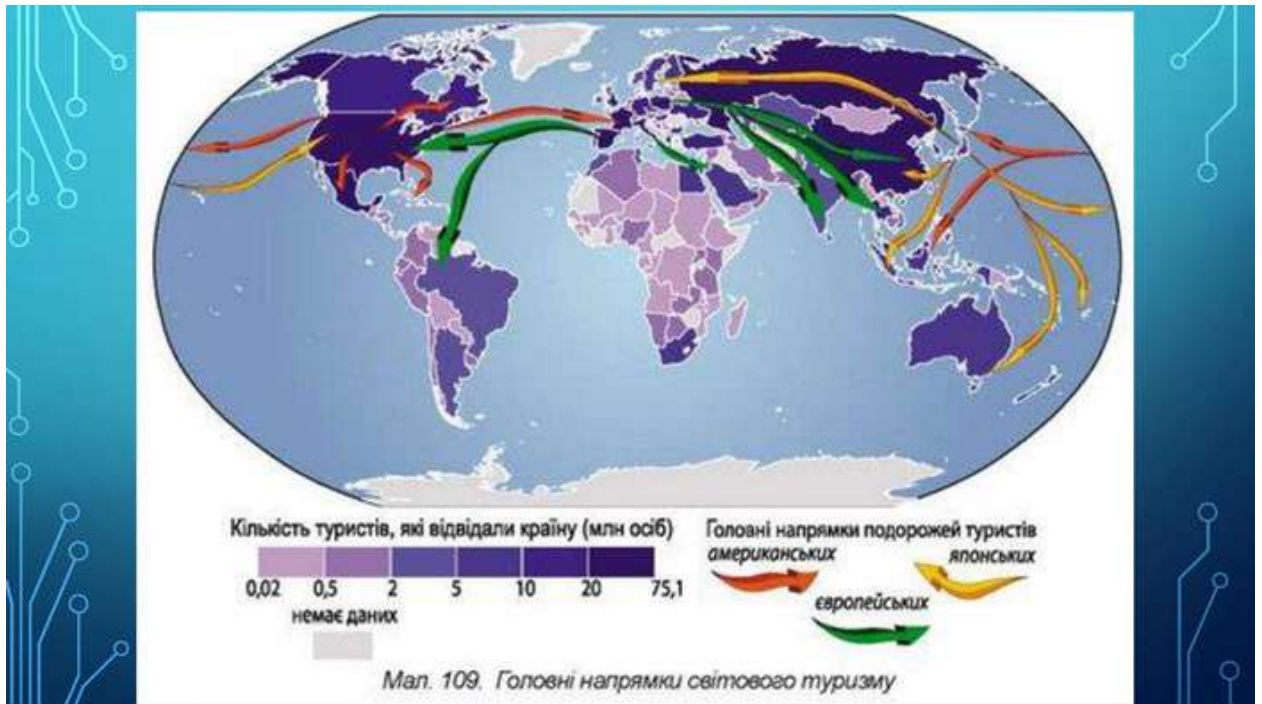 Кількість туристів, які відвідали країну (млн осіб)
0,02 0,5 2 5 10 20 75,1
немає даних
Головні напрямки подорожей туристів
американських
японських
європейських
Мал. 109. Головні напрямки світового туризму